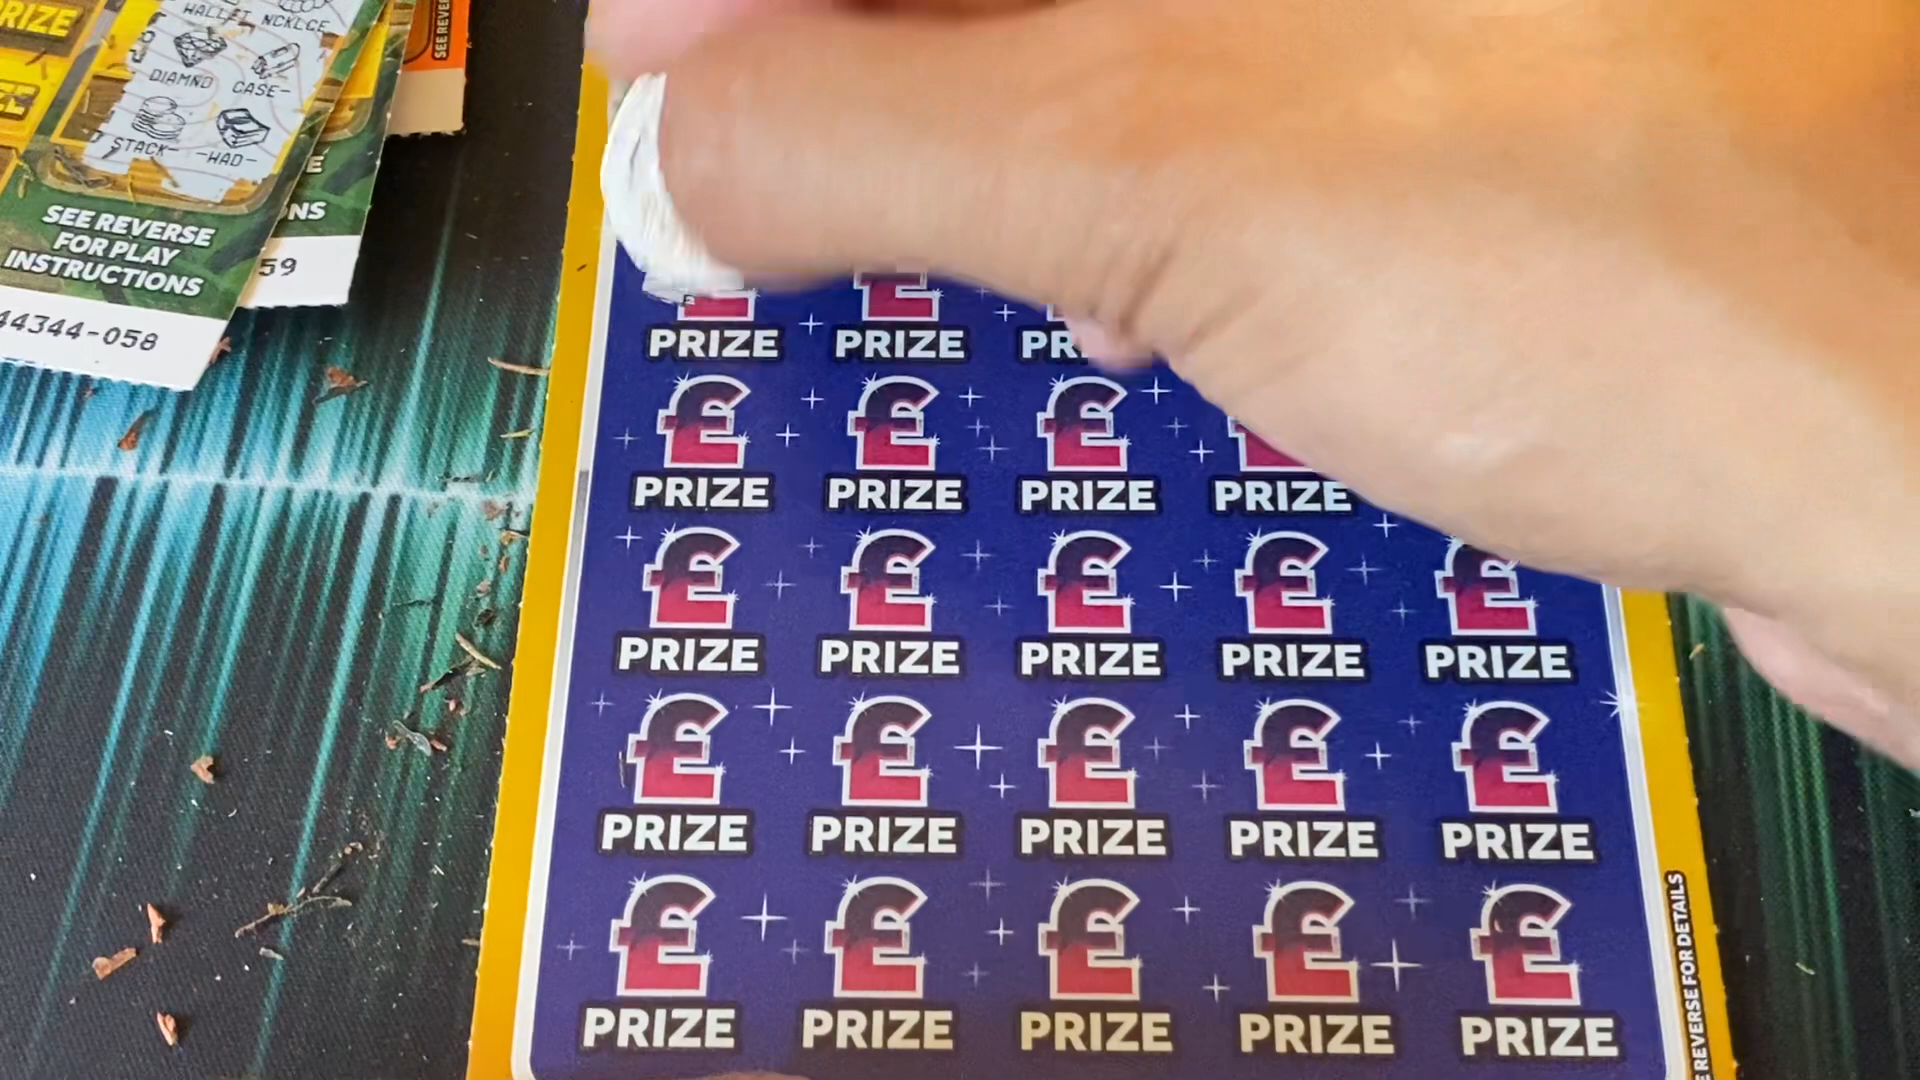 PRIZE
WALLET NCKLCE
DIAMND CASE-
STACK- -HAD-
SEE REVERSE
FOR PLAY
INSTRUCTIONS
44344-058
E
NS
59
SEE REVE
£ £
PRIZE PRIZE PR
£ £ £ £
PRIZE PRIZE PRIZE PRIZE
£ £ £ £ £
PRIZE PRIZE PRIZE PRIZE PRIZE
£ £ £ £ £
PRIZE PRIZE PRIZE PRIZE PRIZE
£ £ £ £ £
PRIZE PRIZE PRIZE PRIZE PRIZE
E REVERSE FOR DETAILS